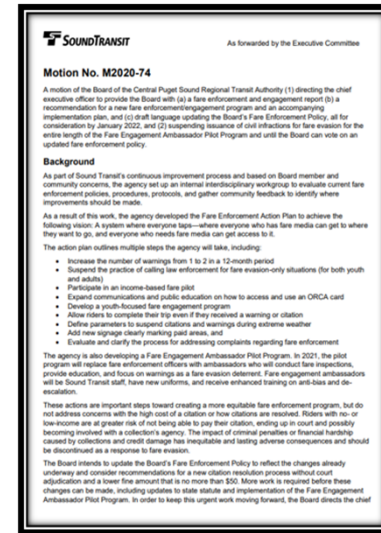 SOUNDTRANSIT
As forwarded by the Executive Committee
Motion No. M2020-74
A motion of the Board of the Central Puget Sound Regional Transit Authority (1) directing the chief
executive officer to provide the Board with (a) a fare enforcement and engagement report (b) a
recommendation for a new fare enforcement/engagement program and an accompanying
implementation plan, and (c) draft language updating the Board's Fare Enforcement Policy, all for
consideration by January 2022, and (2) suspending issuance of civil infractions for fare evasion for the
entire length of the Fare Engagement Ambassador Pilot Program and until the Board can vote on an
updated fare enforcement policy.
Background
As part of Sound Transit's continuous improvement process and based on Board member and
community concerns, the agency set up an internal interdisciplinary workgroup to evaluate current fare
enforcement policies, procedures, protocols, and gather community feedback to identify where
improvements should be made.
As a result of this work, the agency developed the Fare Enforcement Action Plan to achieve the
following vision: A system where everyone taps—where everyone who has fare media can get to where
they want to go, and everyone who needs fare media can get access to it.
The action plan outlines multiple steps the agency will take, including:
• Increase the number of warnings from 1 to 2 in a 12-month period
• Suspend the practice of calling law enforcement for fare evasion-only situations (for both youth
and adults)
• Participate in an income-based fare pilot
• Expand communications and public education on how to access and use an ORCA card
• Develop a youth-focused fare engagement program
• Allow riders to complete their trip even if they received a warning or citation
• Define parameters to suspend citations and warnings during extreme weather
• Add new signage clearly marking paid areas, and
• Evaluate and clarify the process for addressing complaints regarding fare enforcement
The agency is also developing a Fare Engagement Ambassador Pilot Program. In 2021, the pilot
program will replace fare enforcement officers with ambassadors who will conduct fare inspections,
provide education, and focus on warnings as a fare evasion deterrent. Fare engagement ambassadors
will be Sound Transit staff, have new uniforms, and receive enhanced training on anti-bias and de-
escalation.
These actions are important steps toward creating a more equitable fare enforcement program, but do
not address concerns with the high cost of a citation or how citations are resolved. Riders with no- or
low-income are at greater risk of not being able to pay their citation, ending up in court and possibly
becoming involved with a collection's agency. The impact of criminal penalties or financial hardship
caused by collections and credit damage has inequitable and lasting adverse consequences and should
be discontinued as a response to fare evasion.
The Board intends to update the Board's Fare Enforcement Policy to reflect the changes already
underway and consider recommendations for a new citation resolution process without court
adjudication and a lower fine amount that is no more than $50. More work is required before these
changes can be made, including updates to state statute and implementation of the Fare Engagement
Ambassador Pilot Program. In order to keep this urgent work moving forward, the Board directs the chief